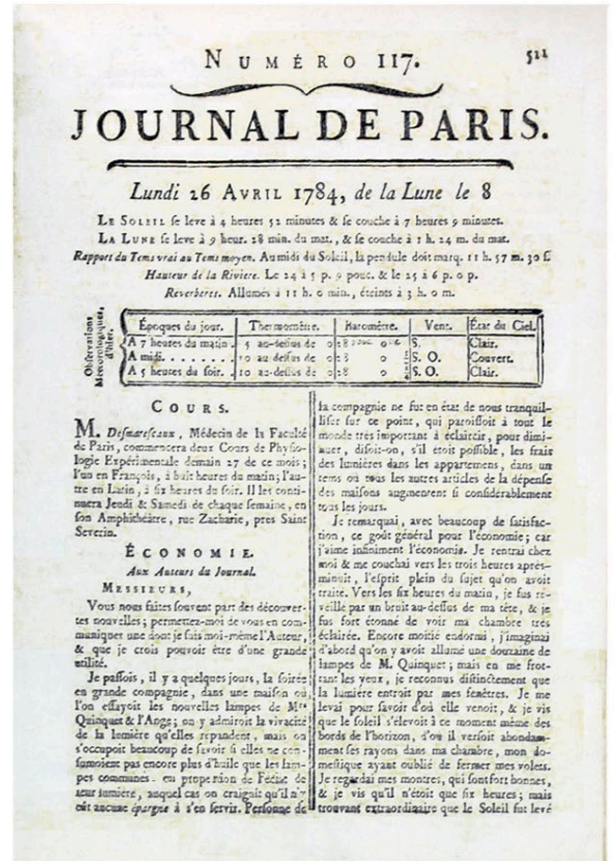 NUMÉRO 117.
511
JOURNAL DE PARIS.
Lundi 26 AVRIL 1784, de la Lune le 8
LE SOLEIL se leve à 4 heures 52 minutes & se couche à 7 heures 9 minutes.
LA LUNE se leve à 9 heur. 28 min. du mat., & se couche à 1 h. 24 m. du mat.
Rapport du Tems vrai au Tems moyen. Au midi du Soleil, la pendule doit marq. 11 h. 57 m. 30 s.
Hauteur de la Riviere. Le 24 à 5 p. 9 pouc. & le 25 à 6 p. 0 p.
Reverberes. Allumés à 11 h. 0 min., éteints à 3 h. 0 m.
Observations Météorologiques, d'hier.
Époques du jour. Thermomètre. Baromètre. Vent. État du Ciel.
A 7 heures du matin. 5 au-dessus de 0 28 pouc. 0 S. Clair.
A midi. . . . . . . . 10 au dessus de 0 28 0 S. O. Couvert.
A 5 heures du soir. 10 au-dessus de 0 28 S. O. Clair.
COURS.
M. Desmarescaux, Médecin de la Faculté
de Paris, commencera deux Cours de Physio-
logie Expérimentale demain 27 de ce mois ;
l'un en François, à huit heures du matin; l'au-
tre en Latin, à six heures du soir. Il les conti-
nuera Jeudi & Samedi de chaque semaine, en
son Amphithéâtre, rue Zacharie, près Saint
Severin.
ÉCONOMIE.
Aux Auteurs du Journal.
MESSIEURS,
Vous nous faites souvent part des découver-
tes nouvelles ; permettez-moi de vous en com-
muniquer une dont je suis moi-même l'Auteur,
& que je crois pouvoir être d'une grande
utilité.
Je passois, il y a quelques jours, la soirée
en grande compagnie, dans une maison où
l'on essayoit les nouvelles lampes de Mrs
Quinquet & l'Ange; on y admiroit la vivacité
de la lumière qu'elles répandent, mais on
s'occupoit beaucoup de savoir si elles ne con-
sumoient pas encore plus d'huile que les lam-
pes communes en proportion de l'éclat de
leur lumière, auquel cas on craignait qu'il n'y
eût aucune épargne à s'en servir. Personne de
la compagnie ne fut en état de nous tranquil-
liser sur ce point, qui paroissoit à tout le
monde très important à éclaircir, pour dimi-
nuer, disoit-on, s'il étoit possible, les frais
des lumières dans les appartemens, dans un
tems où tous les autres articles de la dépense
des maisons augmentent si considérablement
tous les jours.
Je remarquai, avec beaucoup de satisfac-
tion, ce goût général pour l'économie; car
j'aime infiniment l'économie. Je rentrai chez
moi & me couchai vers les trois heures après-
minuit, l'esprit plein du sujet qu'on avoit
traité. Vers les six heures du matin, je fus ré-
veillé par un bruit au-dessus de ma tête, & je
fus fort étonné de voir ma chambre très
éclairée. Encore moitié endormi, j'imaginai
d'abord qu'on y avoit allumé une douzaine de
lampes de M. Quinquet; mais en me frot-
tant les yeux, je reconnus distinctement que
la lumière entroit par mes fenêtres. Je me
levai pour savoir d'où elle venoit, & je vis
que le soleil s'élevoit à ce moment même des
bords de l'horizon, d'où il versoit abondam-
ment ses rayons dans ma chambre, mon do-
mestique ayant oublié de fermer mes volets.
Je regardai mes montres, qui sont fort bonnes,
& je vis qu'il n'étoit que six heures; mais
trouvant extraordinaire que le Soleil fut levé